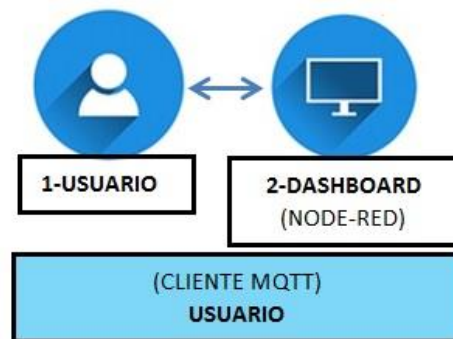 1-USUARIO
2-DASHBOARD
(NODE-RED)
(CLIENTE MQTT)
USUARIO